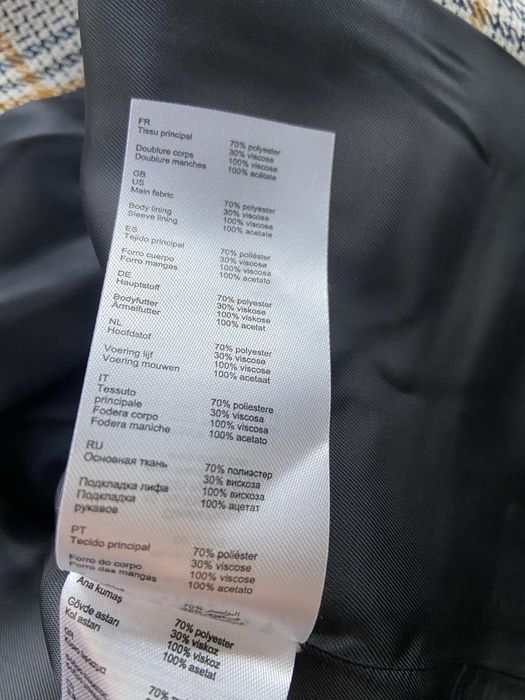 FR
Tissu principal 70% polyester
30% viscose
Doublure corps 100% viscose
Doublure manches 100% acétate
GB
US
Main fabric 70% polyester
30% viscosa
Body lining 100% viscosa
Sleeve lining 100% acetate
ES
Tejido principal 70% poliéster
30% viscosa
Forro cuerpo 100% viscosa
Forro mangas 100% acetato
DE
Hauptstoff 70% polyester
30% viskose
Bodyfutter 100% viskose
Ärmelfutter 100% acetat
NL
Hoofdstof 70% polyester
30% viscose
Voering lijf 100% viscose
Voering mouwen 100% acetaat
IT
Tessuto
principale 70% poliestere
30% viscosa
Fodera corpo 100% viscosa
Fodera maniche 100% acetato
RU
Основная ткань 70% полиэстер
30% вискоза
Подкладка лифа 100% вискоза
Подкладка 100% ацетат
рукавов
PT
Tecido principal 70% poliéster
30% viscose
Forro do corpo 100% viscose
Forro das mangas 100% acetato
Ana kumaş 70% polyester
30% viskoz
Gövde astarı 100% viskoz
Kol astarı 100% asetat
GR
70%